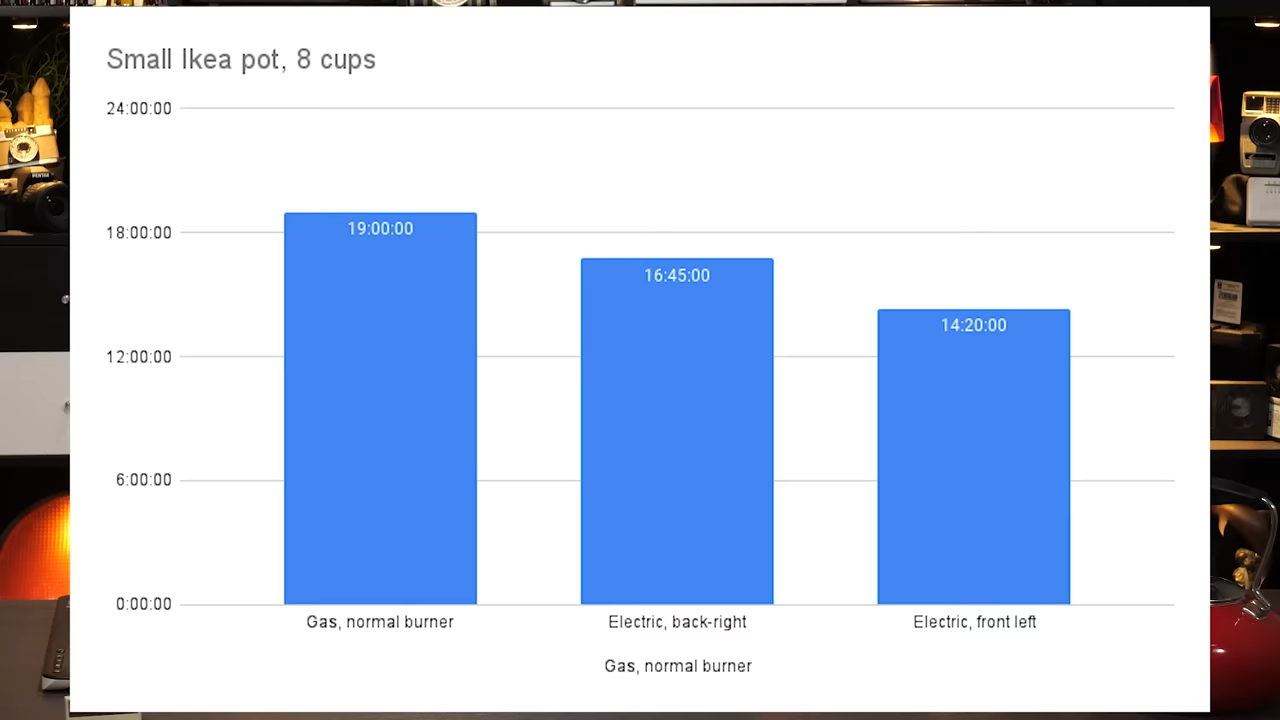 Small Ikea pot, 8 cups
24:00:00
18:00:00
12:00:00
6:00:00
0:00:00
19:00:00
16:45:00
14:20:00
Gas, normal burner
Electric, back-right
Electric, front left
Gas, normal burner
PENTAX